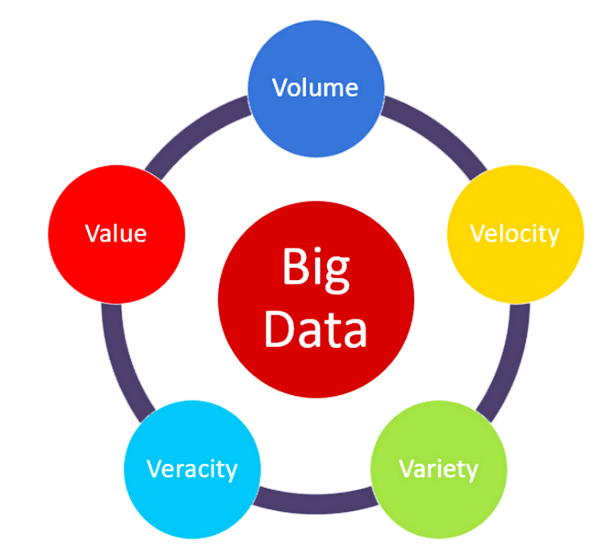 Volume
Value
Velocity
Big
Data
Veracity
Variety